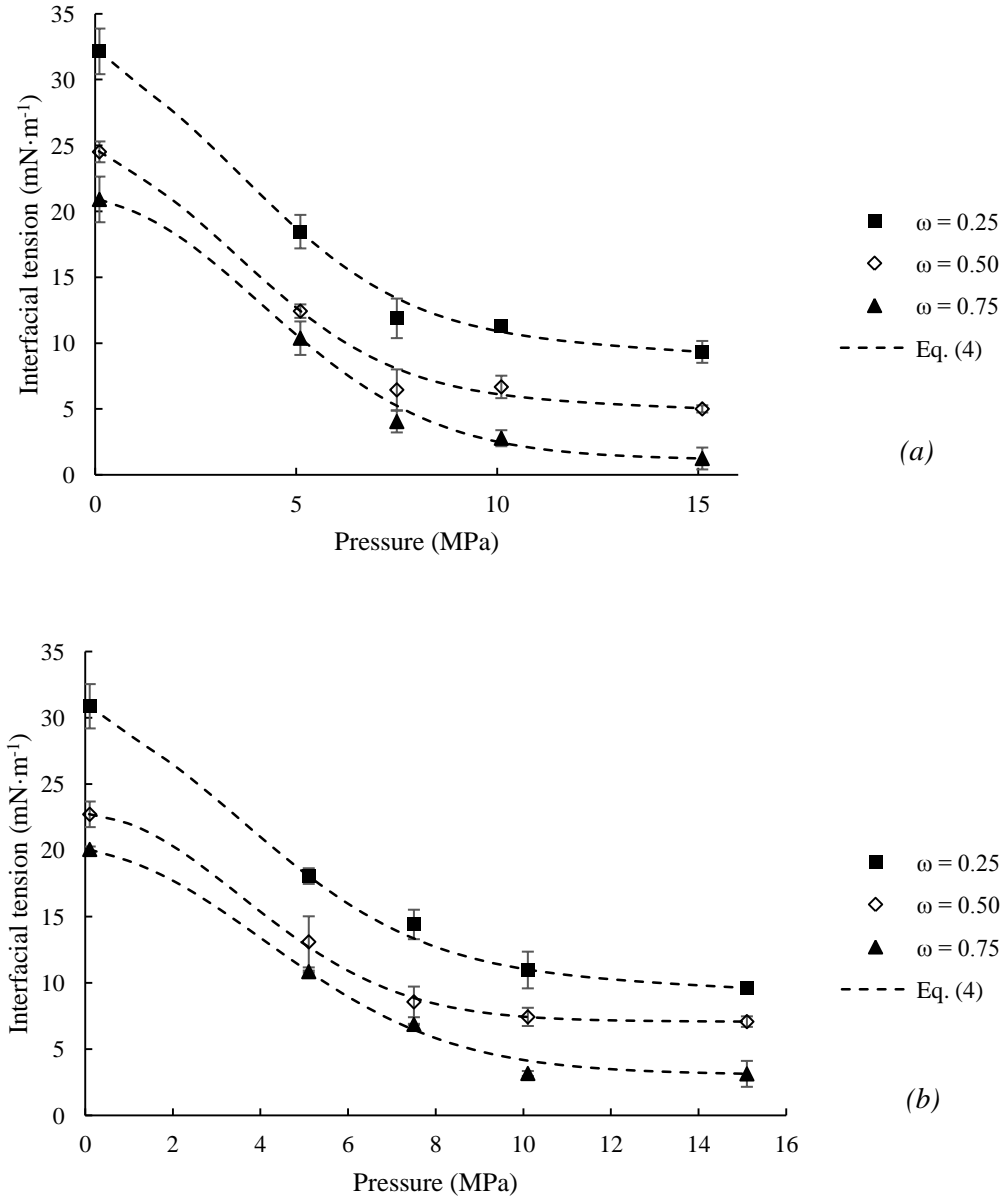 35
30
25
20
15
10
5
0
Interfacial tension (mN·m⁻¹)
0 5 10 15
Pressure (MPa)
ω = 0.25
ω = 0.50
ω = 0.75
Eq. (4)
(a)
35
30
25
20
15
10
5
0
Interfacial tension (mN·m⁻¹)
0 2 4 6 8 10 12 14 16
Pressure (MPa)
ω = 0.25
ω = 0.50
ω = 0.75
Eq. (4)
(b)